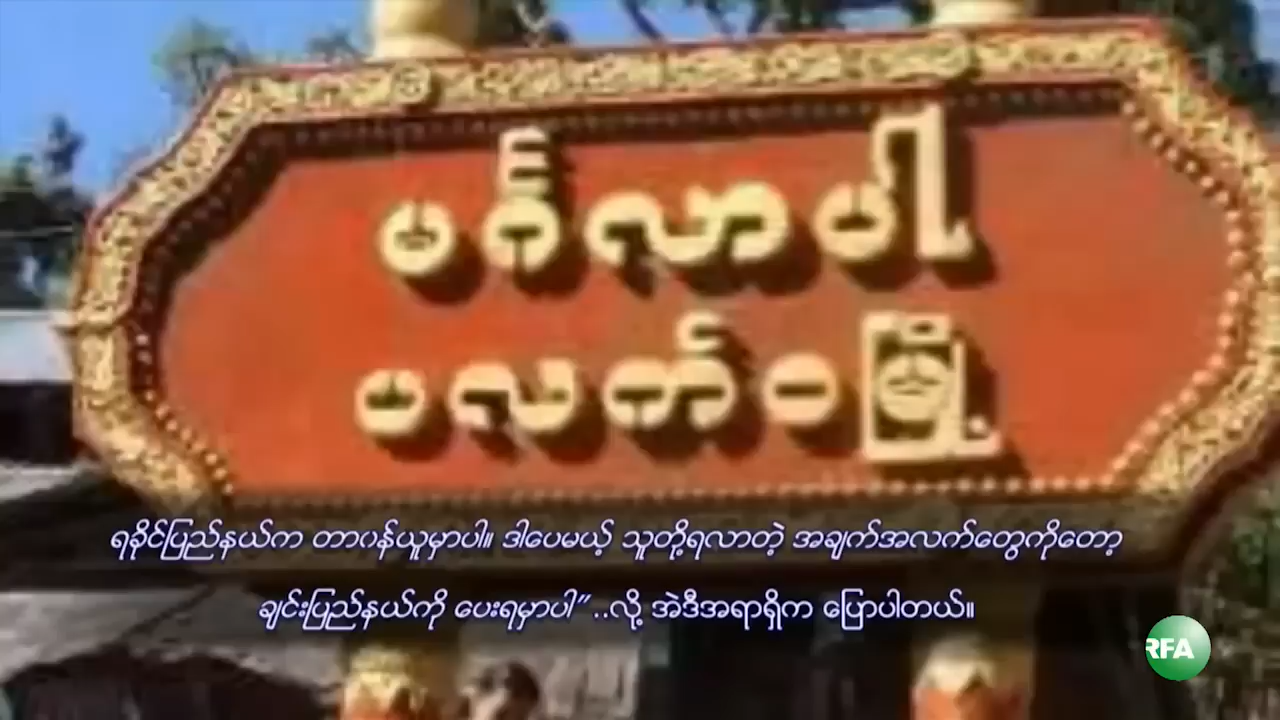 မင်္ဂလာပါ
ပလက်ဝမြို့
ရခိုင်ပြည်နယ်က တာဝန်ယူမှာပါ။ ဒါပေမယ့် သူတို့ရလာတဲ့ အချက်အလက်တွေကိုတော့
ချင်းပြည်နယ်ကို ပေးရမှာပါ”..လို့ အဲဒီအရာရှိက ပြောပါတယ်။
RFA